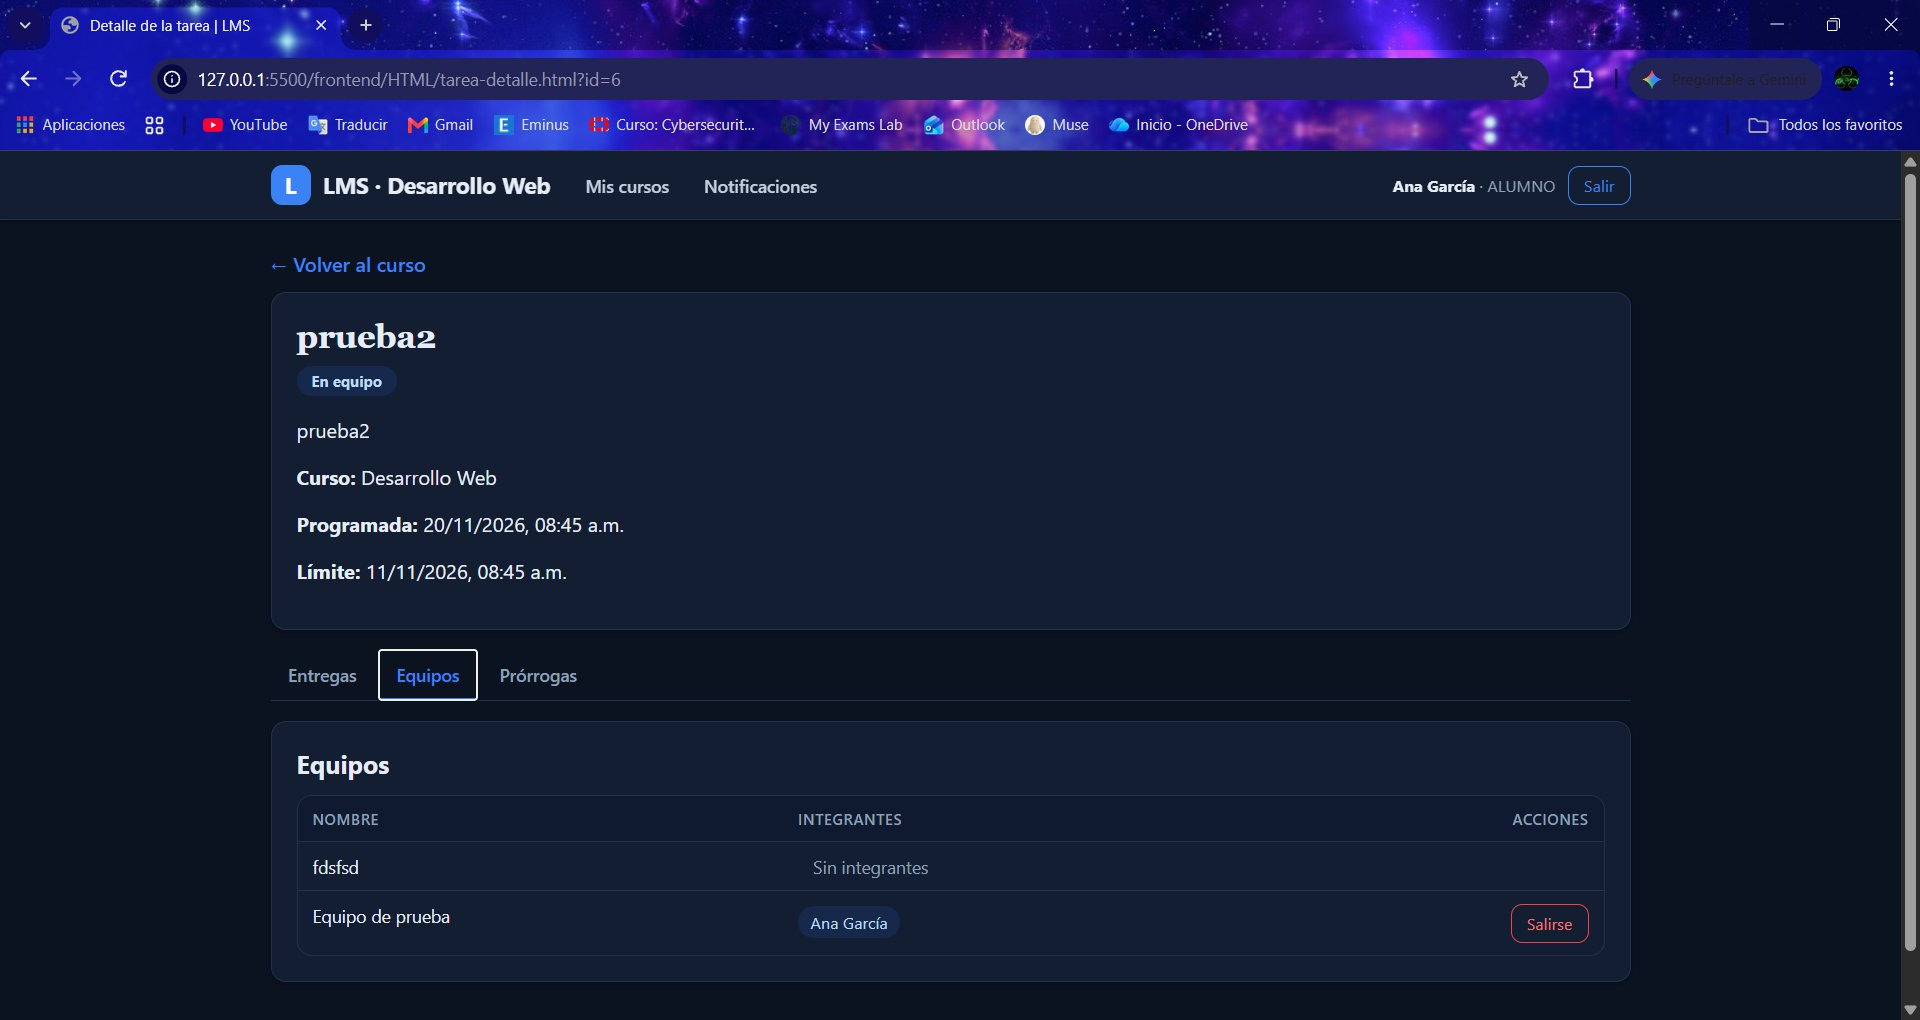 Detalle de la tarea | LMS
127.0.0.1:5500/frontend/HTML/tarea-detalle.html?id=6
Pregúntale a Gemini
Aplicaciones
YouTube
Traducir
Gmail
Eminus
Curso: Cybersecurit...
My Exams Lab
Outlook
Muse
Inicio - OneDrive
Todos los favoritos
L LMS · Desarrollo Web
Mis cursos
Notificaciones
Ana García · ALUMNO
Salir
← Volver al curso
prueba2
En equipo
prueba2
Curso: Desarrollo Web
Programada: 20/11/2026, 08:45 a.m.
Límite: 11/11/2026, 08:45 a.m.
Entregas
Equipos
Prórrogas
Equipos
NOMBRE INTEGRANTES ACCIONES
fdsfsd Sin integrantes
Equipo de prueba Ana García Salirse